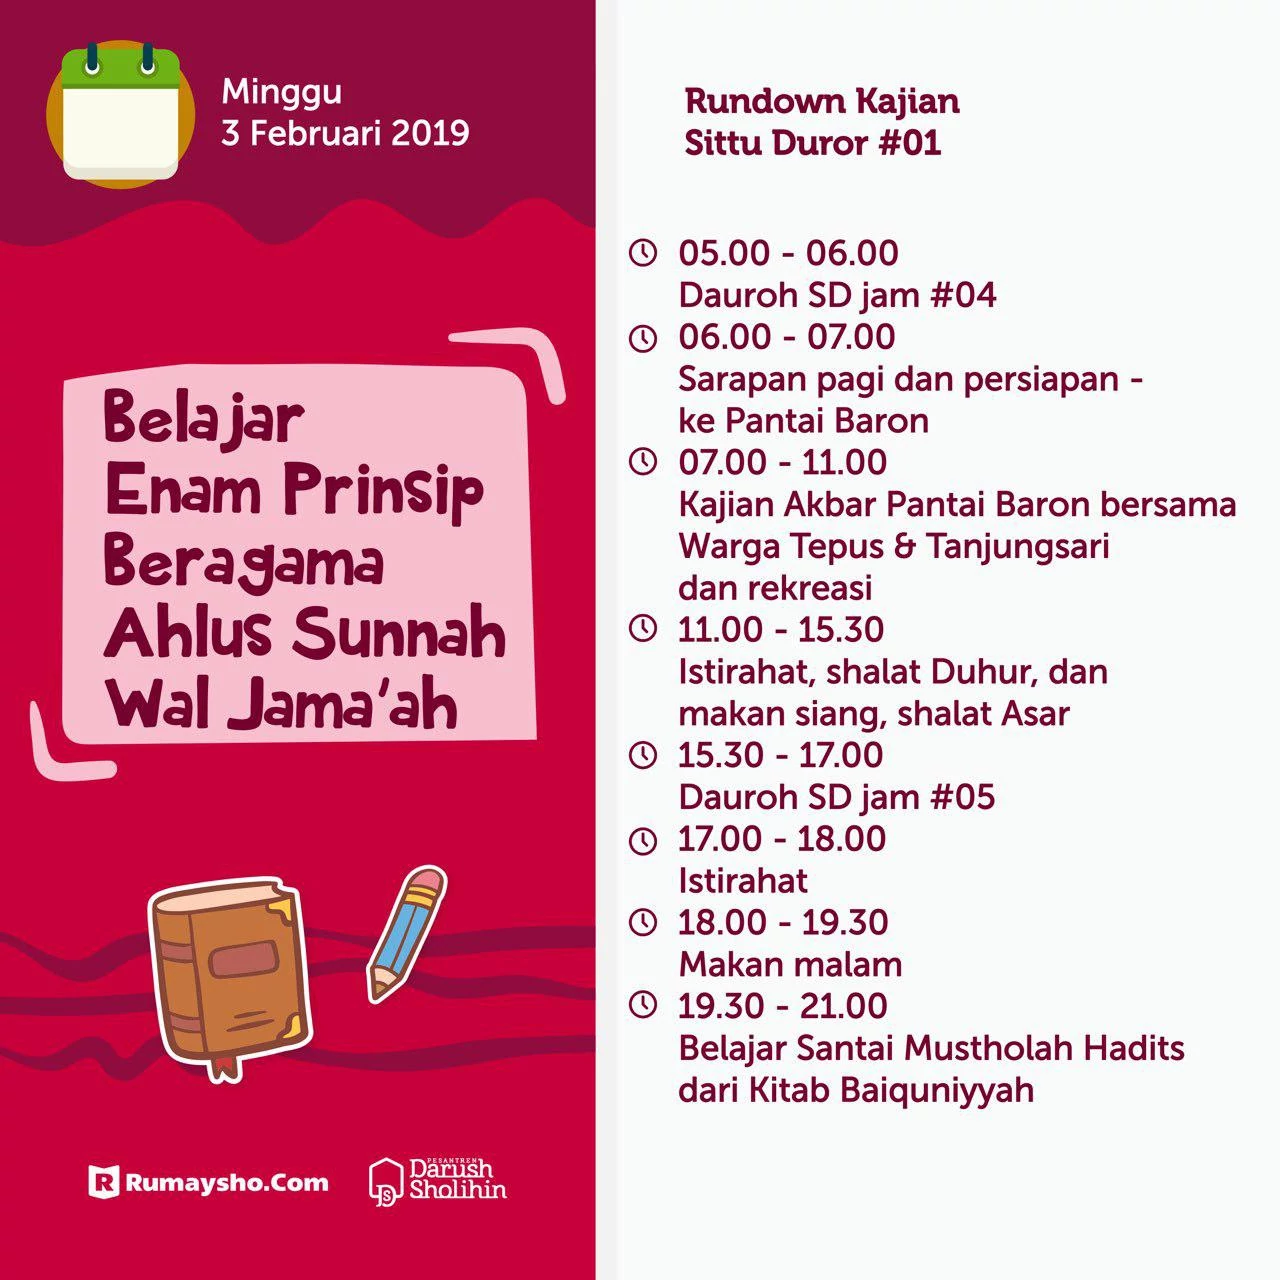 Minggu
3 Februari 2019
Belajar
Enam Prinsip
Beragama
Ahlus Sunnah
Wal Jama'ah
R Rumaysho.Com
PESANTREN
Darush
Sholihin
DS
Rundown Kajian
Sittu Duror #01
05.00 - 06.00
Dauroh SD jam #04
06.00 - 07.00
Sarapan pagi dan persiapan -
ke Pantai Baron
07.00 - 11.00
Kajian Akbar Pantai Baron bersama
Warga Tepus & Tanjungsari
dan rekreasi
11.00 - 15.30
Istirahat, shalat Duhur, dan
makan siang, shalat Asar
15.30 - 17.00
Dauroh SD jam #05
17.00 - 18.00
Istirahat
18.00 - 19.30
Makan malam
19.30 - 21.00
Belajar Santai Mustholah Hadits
dari Kitab Baiquniyyah